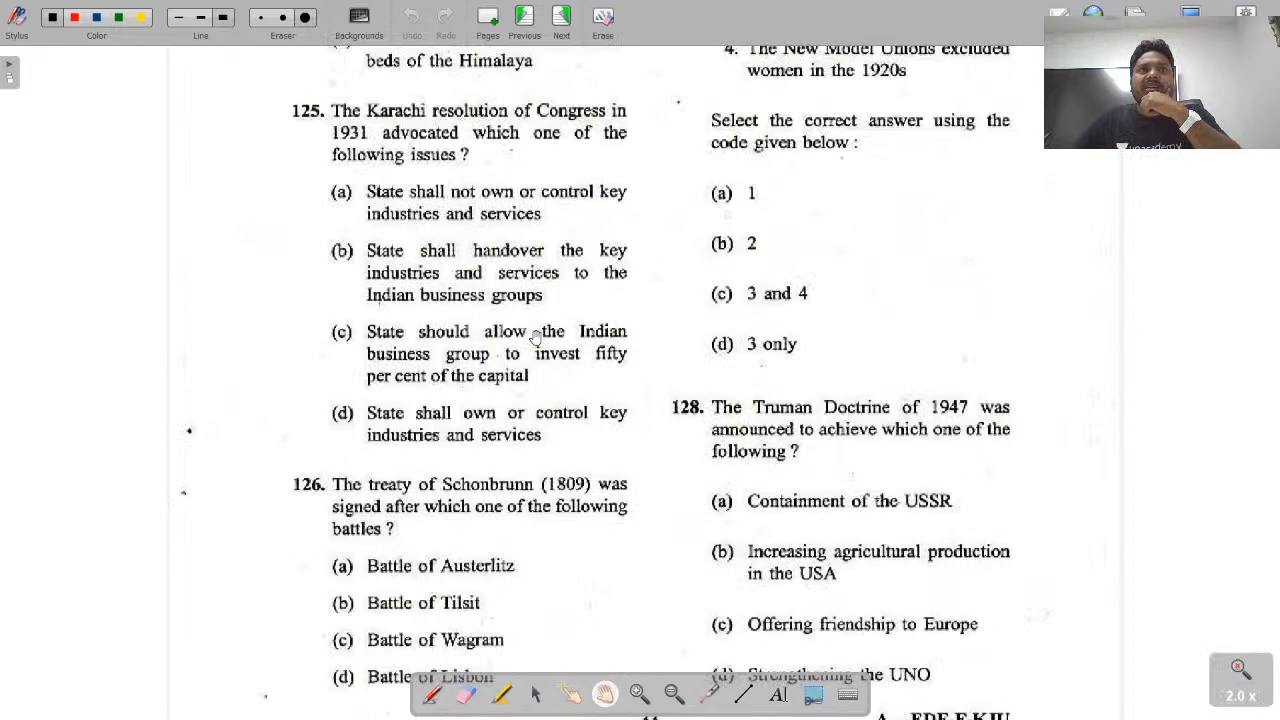 Stylus
Color
Line
Eraser
Backgrounds
Undo
Redo
Pages
Previous
Next
Erase
beds of the Himalaya
125. The Karachi resolution of Congress in
1931 advocated which one of the
following issues ?
(a) State shall not own or control key
industries and services
(b) State shall handover the key
industries and services to the
Indian business groups
(c) State should allow the Indian
business group to invest fifty
per cent of the capital
(d) State shall own or control key
industries and services
126. The treaty of Schonbrunn (1809) was
signed after which one of the following
battles ?
(a) Battle of Austerlitz
(b) Battle of Tilsit
(c) Battle of Wagram
(d) Battle of Lisbon
4. The New Model Unions excluded
women in the 1920s
Select the correct answer using the
code given below :
(a) 1
(b) 2
(c) 3 and 4
(d) 3 only
128. The Truman Doctrine of 1947 was
announced to achieve which one of the
following ?
(a) Containment of the USSR
(b) Increasing agricultural production
in the USA
(c) Offering friendship to Europe
(d) Strengthening the UNO
unacademy
AI
2.0 x